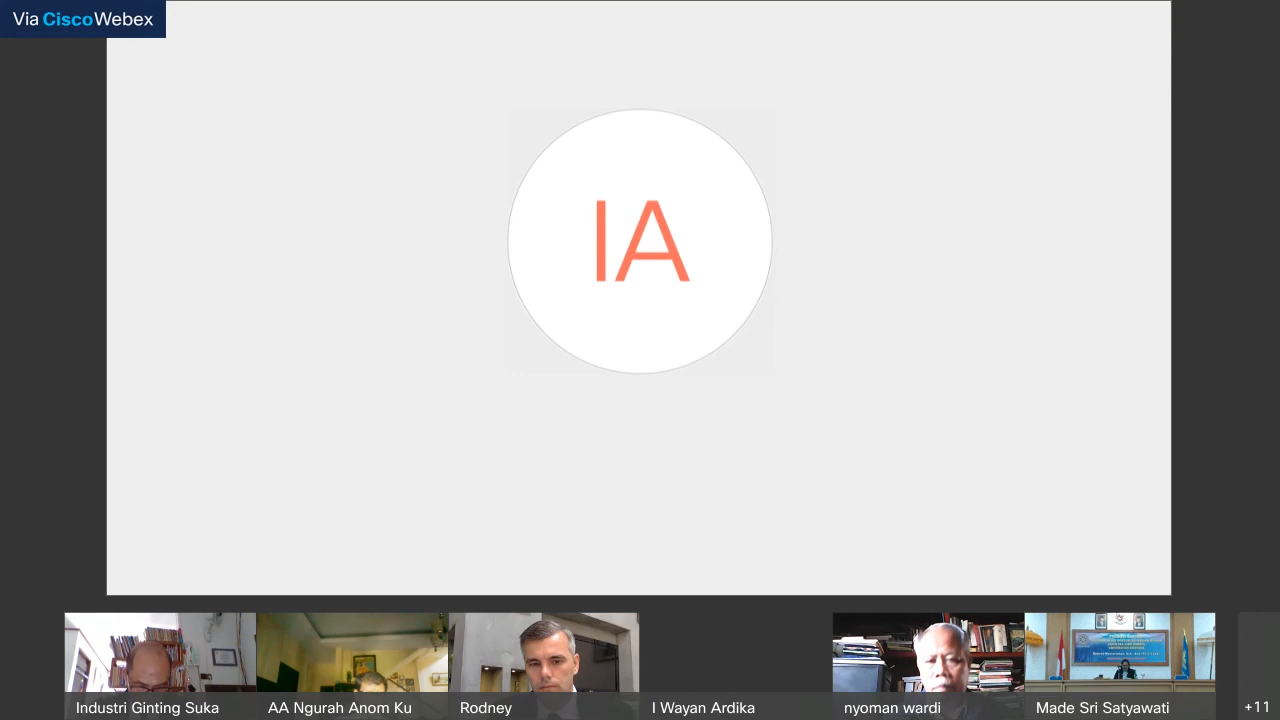 Via CiscoWebex
IA
Industri Ginting Suka
AA Ngurah Anom Ku
Rodney
I Wayan Ardika
nyoman wardi
Made Sri Satyawati
+11